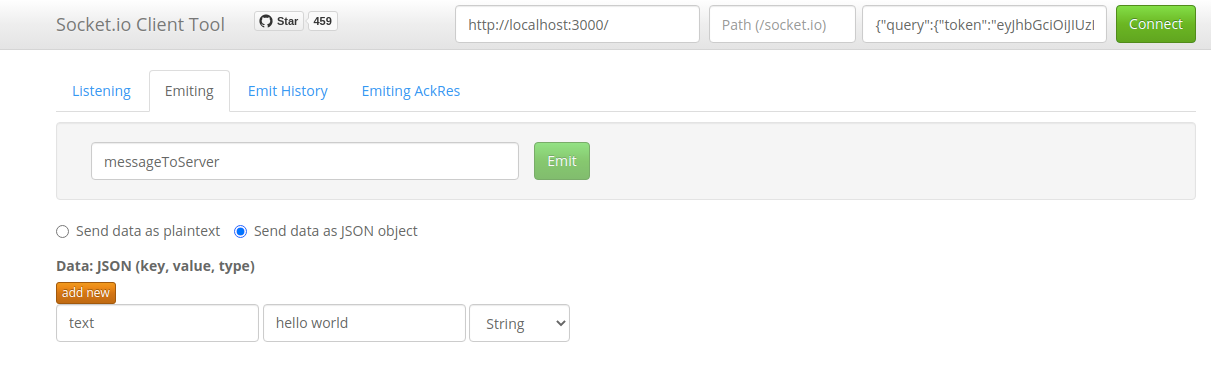 Socket.io Client Tool
Star
459
http://localhost:3000/
Path (/socket.io)
{"query":{"token":"eyJhbGciOiJIUzI
Connect
Listening
Emiting
Emit History
Emiting AckRes
messageToServer
Emit
Send data as plaintext
Send data as JSON object
Data: JSON (key, value, type)
add new
text
hello world
String